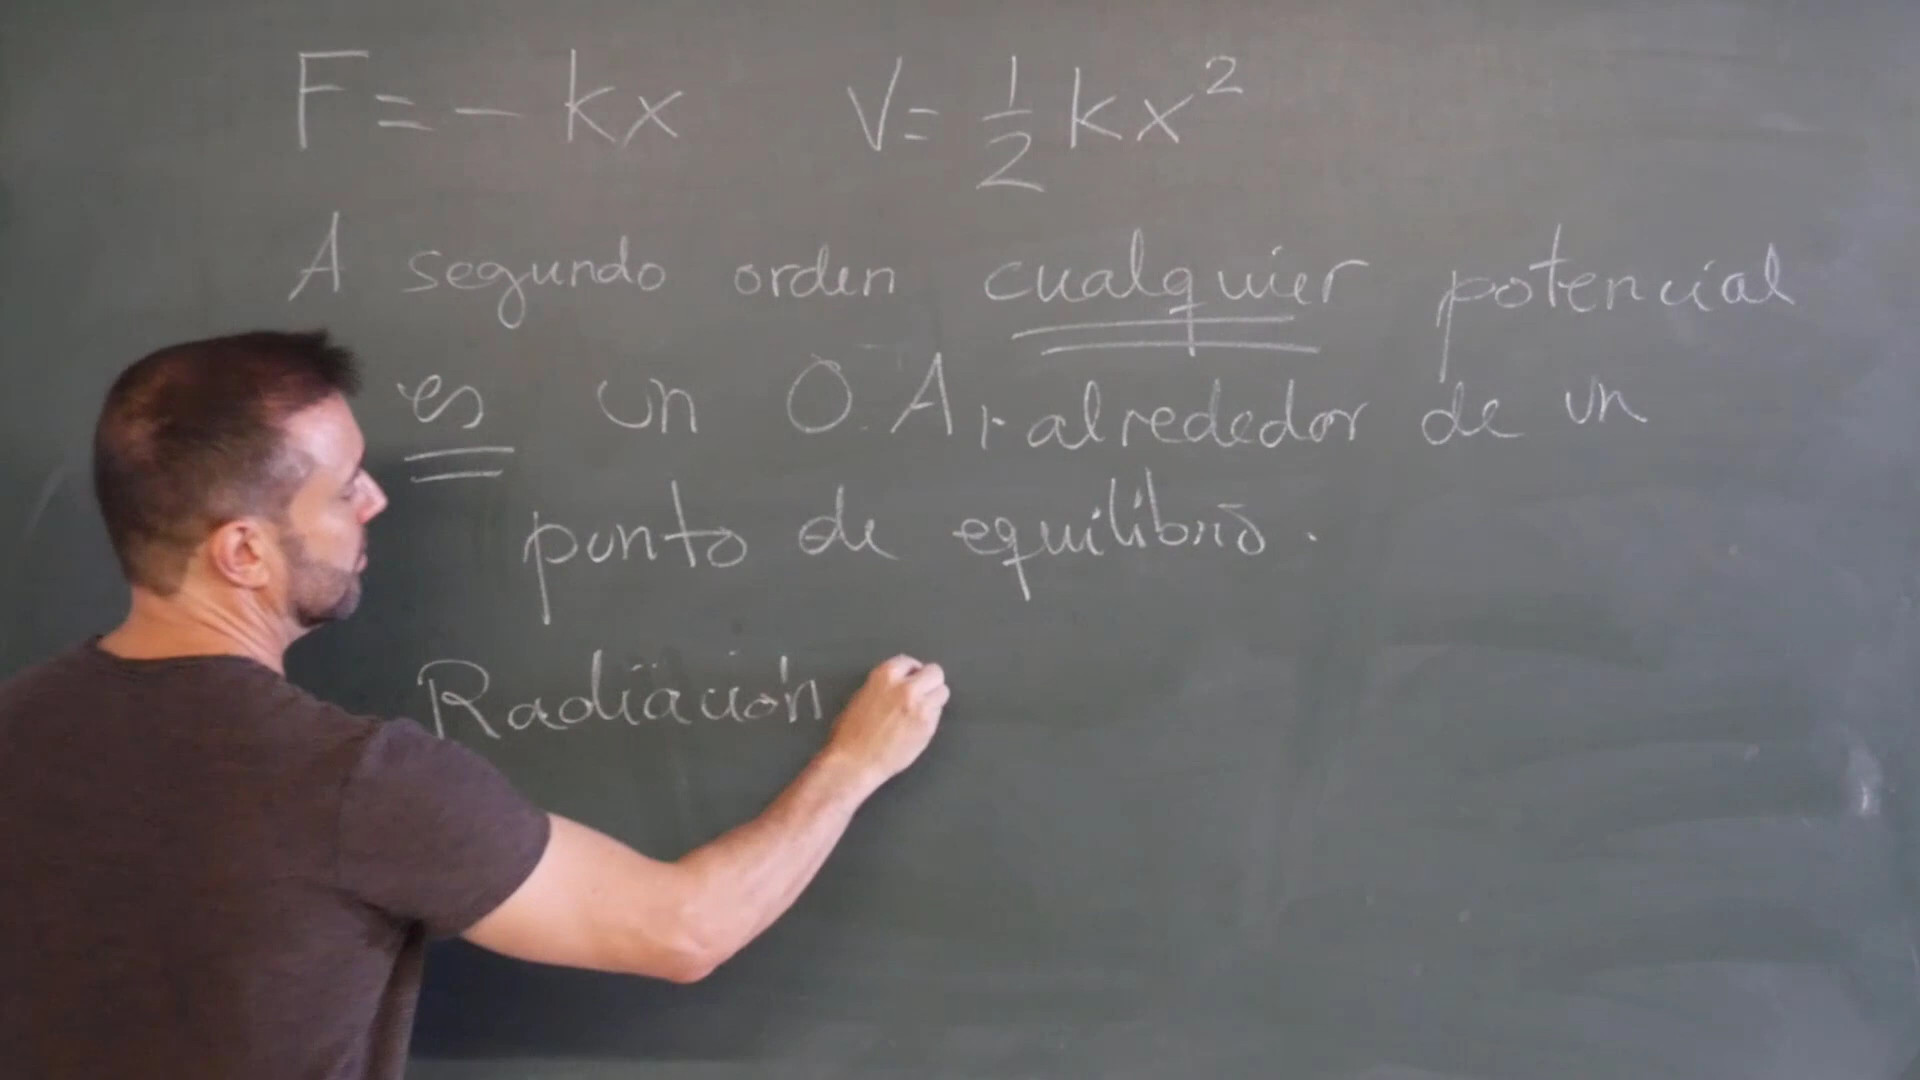 F = - kx V = 1/2 kx²
A segundo orden cualquier potencial
es un O.A. alrededor de un
punto de equilibrio.
Radiación